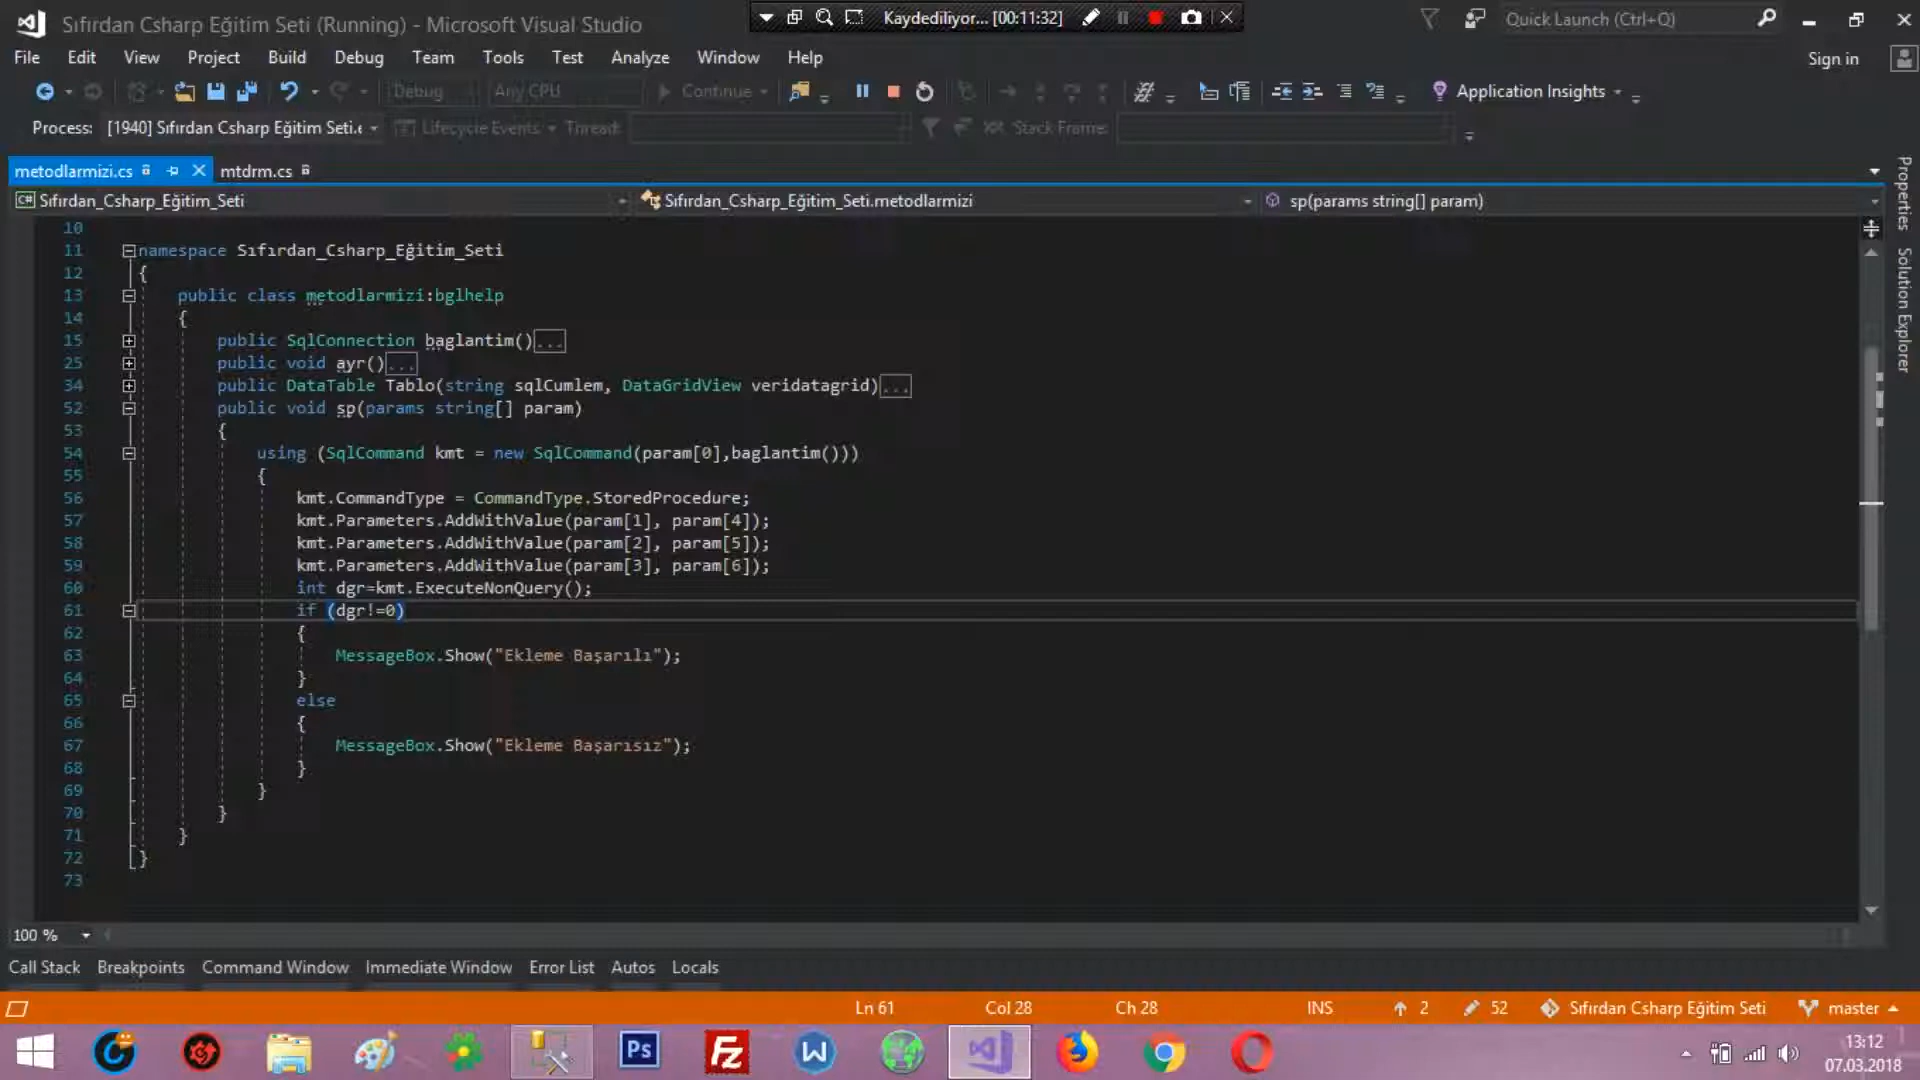 Sıfırdan Csharp Eğitim Seti (Running) - Microsoft Visual Studio
Kaydediliyor... [00:11:32]
Quick Launch (Ctrl+Q)
File Edit View Project Build Debug Team Tools Test Analyze Window Help
Sign in
Debug Any CPU Continue Application Insights
Process: [1940] Sıfırdan Csharp Eğitim Seti.e Lifecycle Events Thread: Stack Frame:
metodlarmizi.cs mtdrm.cs
Sıfırdan_Csharp_Eğitim_Seti Sıfırdan_Csharp_Eğitim_Seti.metodlarmizi sp(params string[] param)
Properties
Solution Explorer
10
11 namespace Sıfırdan_Csharp_Eğitim_Seti
12 {
13 public class metodlarmizi:bglhelp
14 {
15 public SqlConnection baglantim()...
25 public void ayr()...
34 public DataTable Tablo(string sqlCumlem, DataGridView veridatagrid)...
52 public void sp(params string[] param)
53 {
54 using (SqlCommand kmt = new SqlCommand(param[0],baglantim()))
55 {
56 kmt.CommandType = CommandType.StoredProcedure;
57 kmt.Parameters.AddWithValue(param[1], param[4]);
58 kmt.Parameters.AddWithValue(param[2], param[5]);
59 kmt.Parameters.AddWithValue(param[3], param[6]);
60 int dgr=kmt.ExecuteNonQuery();
61 if (dgr!=0)
62 {
63 MessageBox.Show("Ekleme Başarılı");
64 }
65 else
66 {
67 MessageBox.Show("Ekleme Başarısız");
68 }
69 }
70 }
71 }
72 }
73
100 %
Call Stack Breakpoints Command Window Immediate Window Error List Autos Locals
Ln 61 Col 28 Ch 28 INS 2 52 Sıfırdan Csharp Eğitim Seti master
Ps Fz W
13:12
07.03.2018